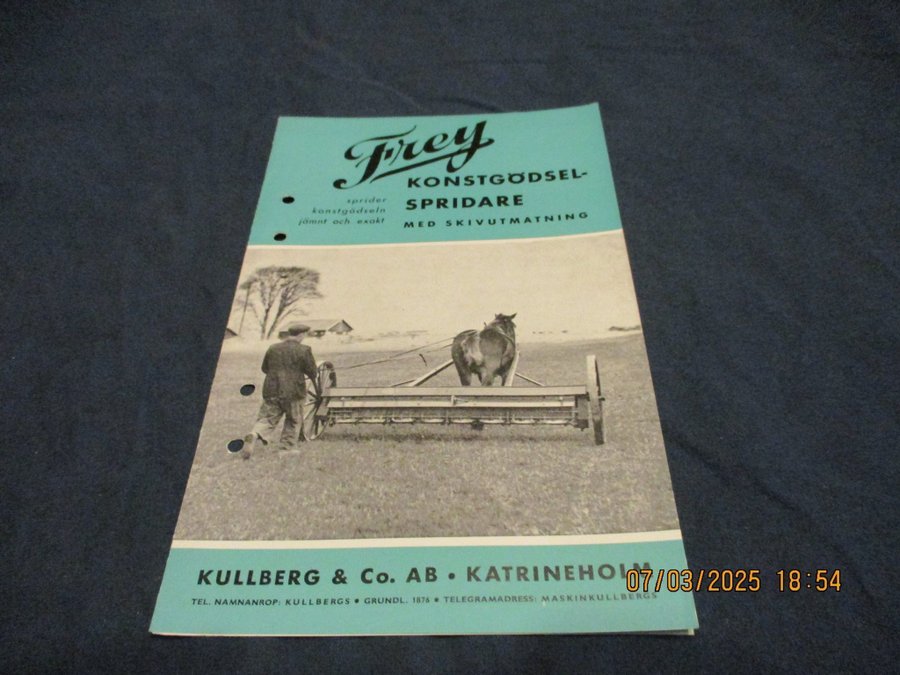 Frey
KONSTGÖDSEL-
SPRIDARE
MED SKIVUTMATNING
sprider
konstgödseln
jämnt och exakt
KULLBERG & Co. AB • KATRINEHOLM
TEL. NAMNANROP: KULLBERGS • GRUNDL. 1876 • TELEGRAMADRESS: MASKINKULLBERGS
07/03/2025 18:54